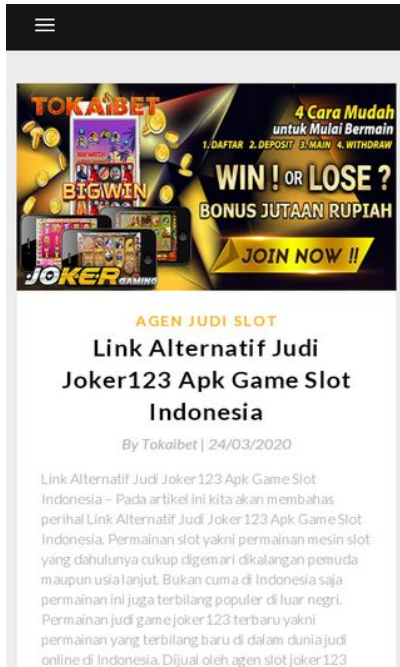 TOKAIBET
4 Cara Mudah
untuk Mulai Bermain
1. DAFTAR 2. DEPOSIT 3. MAIN 4. WITHDRAW
BAYWATCH
BIGWIN
WIN ! OR LOSE ?
BONUS JUTAAN RUPIAH
JOIN NOW !!
JOKER GAMING
AGEN JUDI SLOT
Link Alternatif Judi
Joker123 Apk Game Slot
Indonesia
By Tokaibet | 24/03/2020
Link Alternatif Judi Joker123 Apk Game Slot
Indonesia – Pada artikel ini kita akan membahas
perihal Link Alternatif Judi Joker123 Apk Game Slot
Indonesia. Permainan slot yakni permainan mesin slot
yang dahulunya cukup digemari dikalangan pemuda
maupun usia lanjut. Bukan cuma di Indonesia saja
permainan ini juga terbilang populer di luar negri.
Permainan judi game joker123 terbaru yakni
permainan yang terbilang baru di dalam dunia judi
online di Indonesia. Dijual oleh agen slot joker123